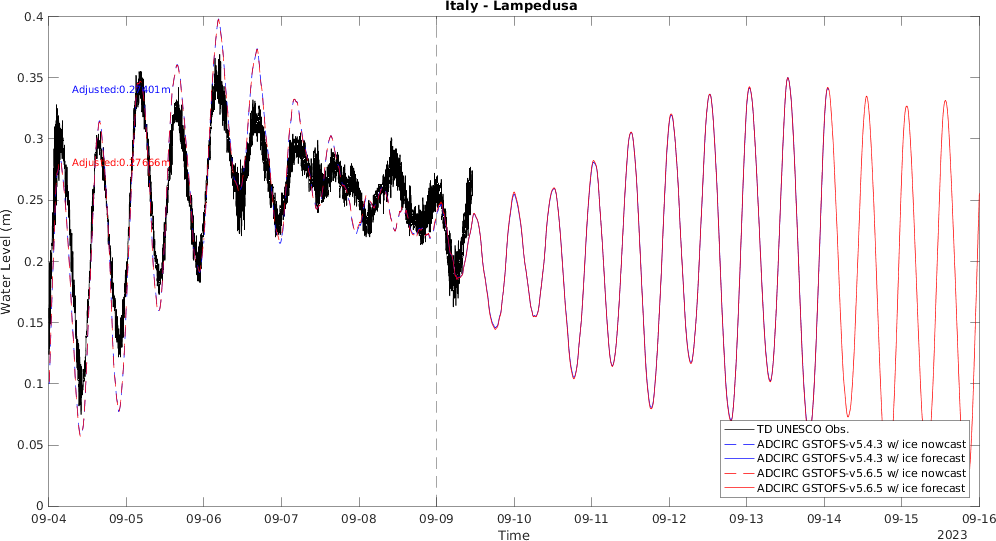 Italy - Lampedusa
0.4
0.35
0.3
0.25
0.2
0.15
0.1
0.05
0
Water Level (m)
Adjusted:0.27656m
TD UNESCO Obs.
ADCIRC GSTOFS-v5.4.3 w/ ice nowcast
ADCIRC GSTOFS-v5.4.3 w/ ice forecast
ADCIRC GSTOFS-v5.6.5 w/ ice nowcast
ADCIRC GSTOFS-v5.6.5 w/ ice forecast
09-04 09-05 09-06 09-07 09-08 09-09 09-10 09-11 09-12 09-13 09-14 09-15 09-16
Time
2023